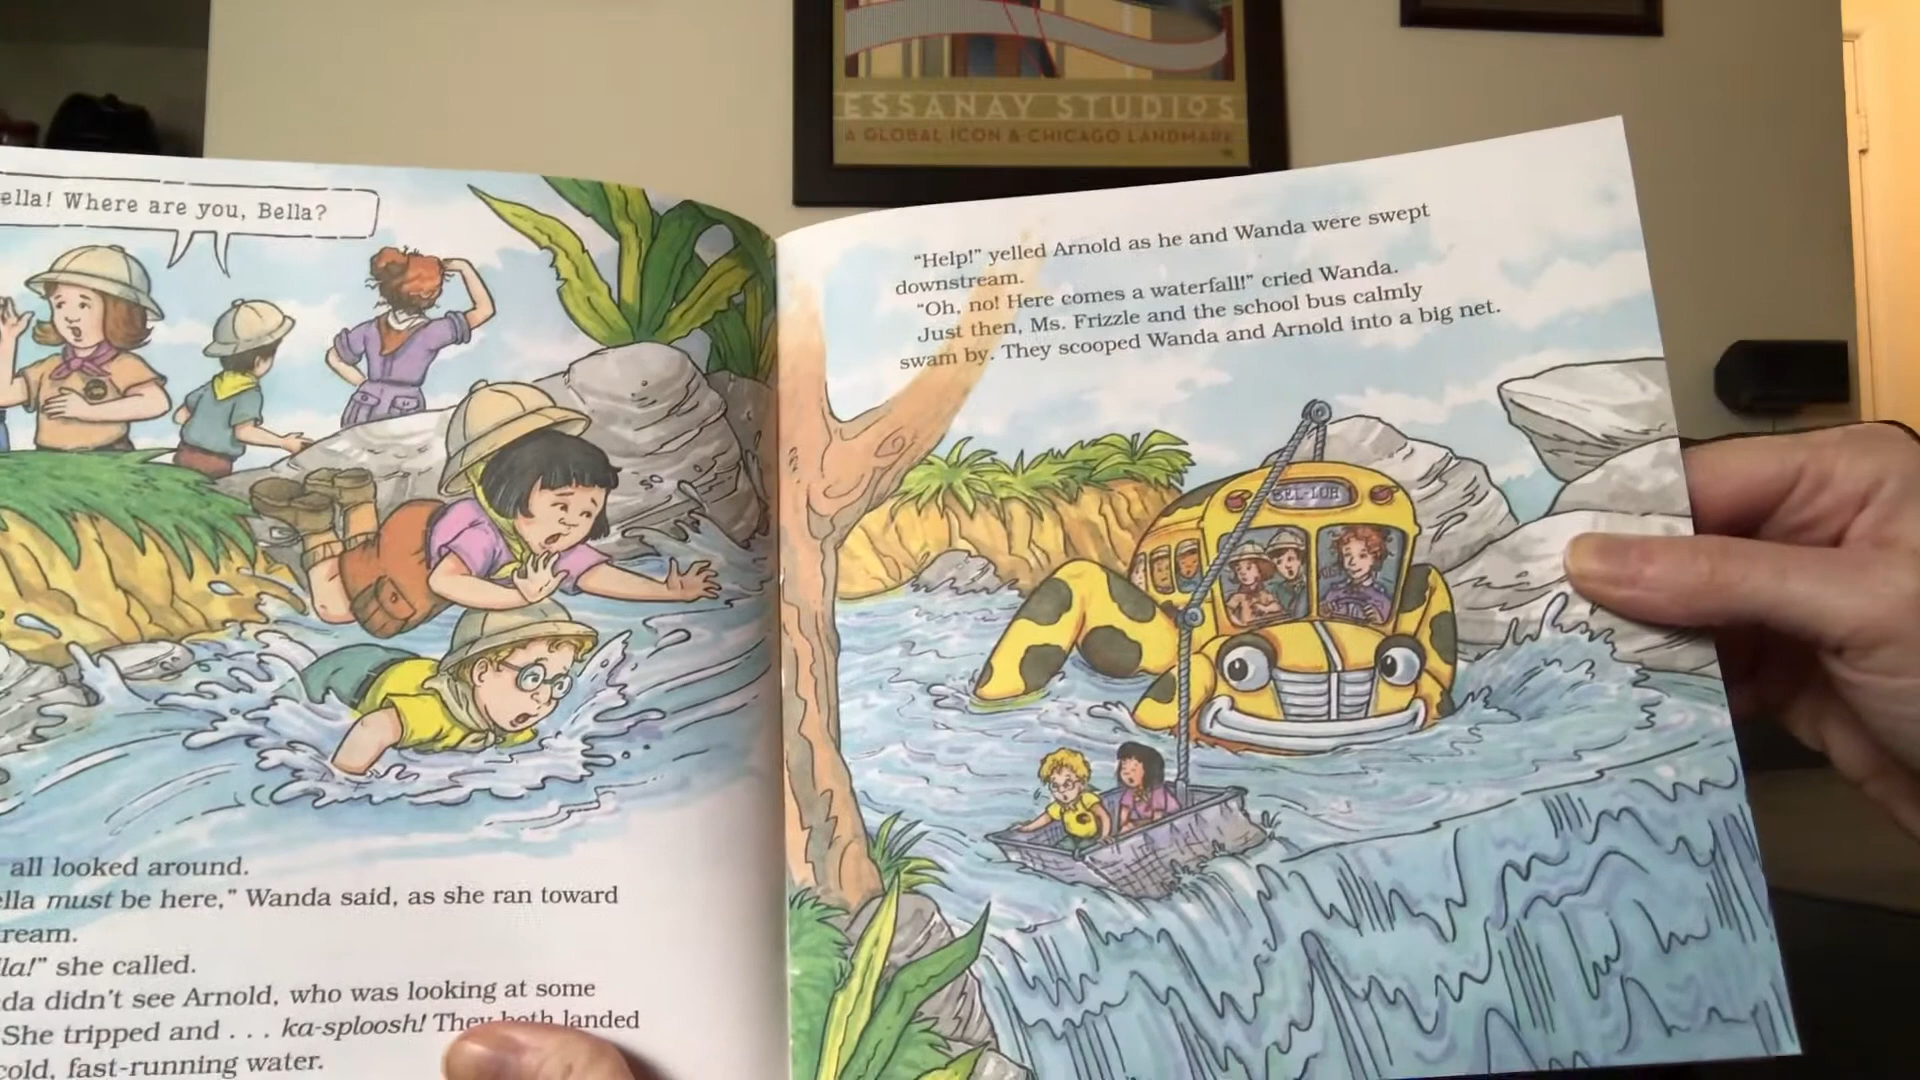 ESSANAY STUDIOS
A GLOBAL ICON & CHICAGO LANDMARK
ella! Where are you, Bella?
all looked around.
ella must be here," Wanda said, as she ran toward
ream.
la!" she called.
da didn't see Arnold, who was looking at some
She tripped and . . . ka-sploosh! They both landed
cold, fast-running water.
"Help!" yelled Arnold as he and Wanda were swept
downstream.
"Oh, no! Here comes a waterfall!" cried Wanda.
Just then, Ms. Frizzle and the school bus calmly
swam by. They scooped Wanda and Arnold into a big net.
BEL-LUH